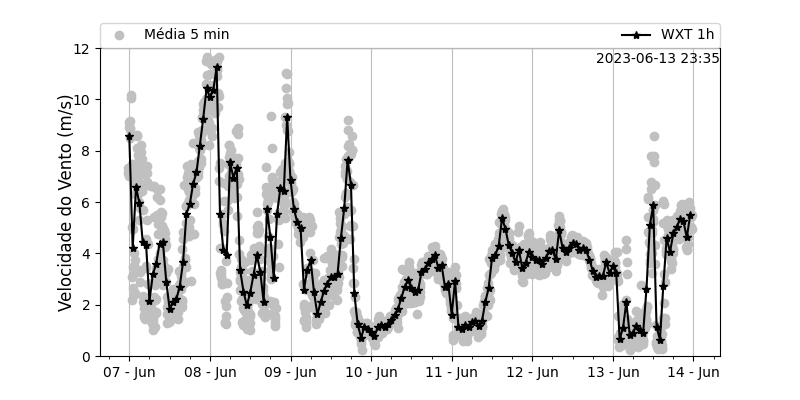 Média 5 min
WXT 1h
2023-06-13 23:35
Velocidade do Vento (m/s)
12
10
8
6
4
2
0
07 - Jun 08 - Jun 09 - Jun 10 - Jun 11 - Jun 12 - Jun 13 - Jun 14 - Jun